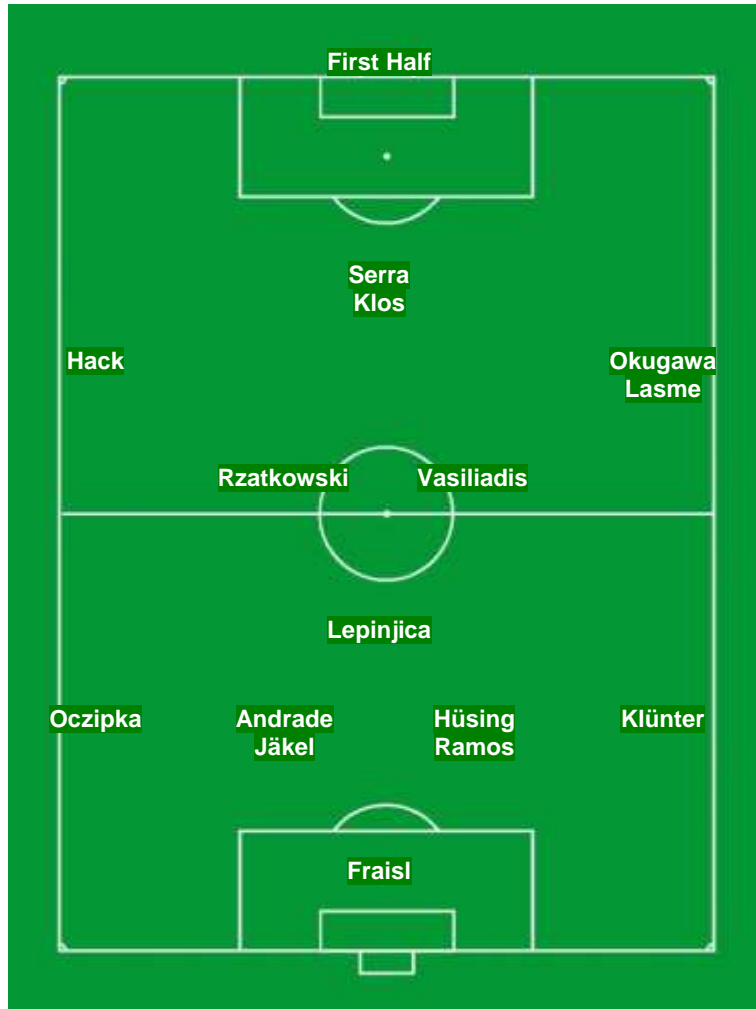 First Half
Serra
Klos
Hack
Okugawa
Lasme
Rzatkowski
Vasiliadis
Lepinjica
Oczipka
Andrade
Jäkel
Hüsing
Ramos
Klünter
Fraisl